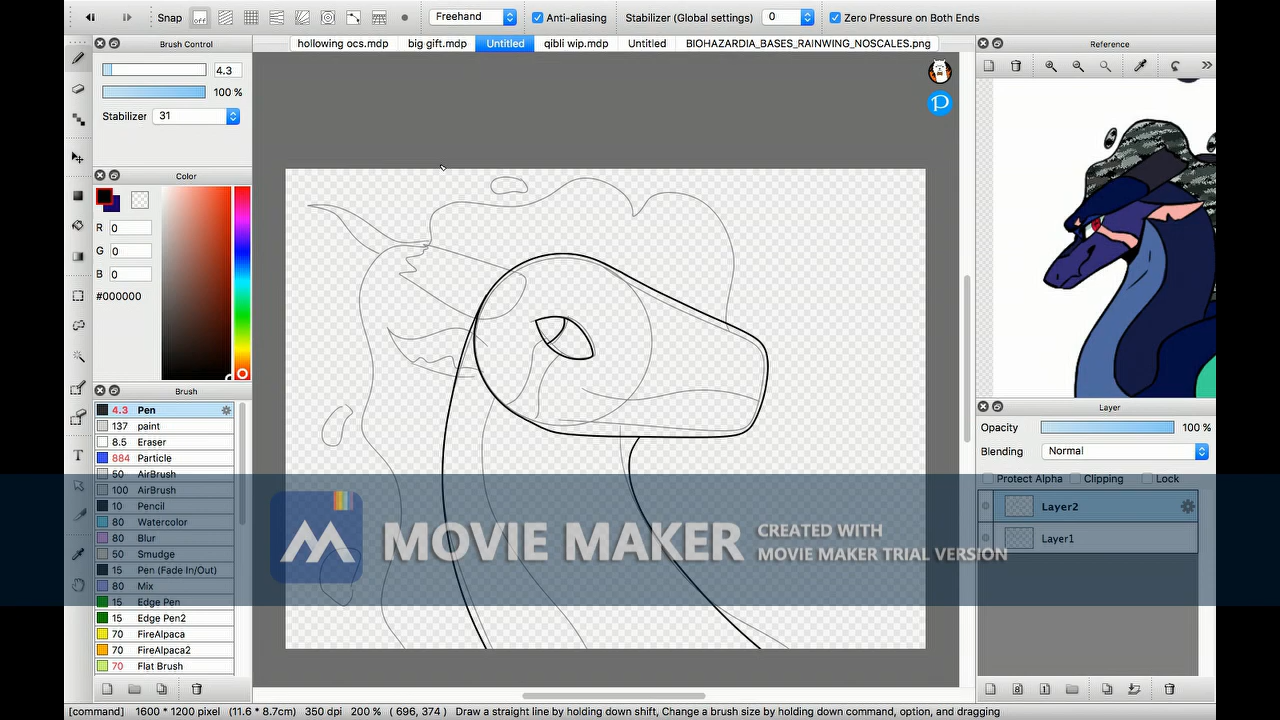 Snap off Freehand Anti-aliasing Stabilizer (Global settings) 0 Zero Pressure on Both Ends
Brush Control
hollowing ocs.mdp big gift.mdp Untitled qibli wip.mdp Untitled BIOHAZARDIA_BASES_RAINWING_NOSCALES.png
Reference
4.3
100 %
Stabilizer 31
Color
R 0
G 0
B 0
#000000
Brush
4.3 Pen
137 paint
8.5 Eraser
884 Particle
50 AirBrush
100 AirBrush
10 Pencil
80 Watercolor
80 Blur
50 Smudge
15 Pen (Fade In/Out)
80 Mix
15 Edge Pen
15 Edge Pen2
70 FireAlpaca
70 FireAlpaca2
70 Flat Brush
T
P
Layer
Opacity 100 %
Blending Normal
Protect Alpha Clipping Lock
Layer2
Layer1
MOVIE MAKER
CREATED WITH
MOVIE MAKER TRIAL VERSION
[command] 1600 * 1200 pixel (11.6 * 8.7cm) 350 dpi 200 % ( 696, 374 ) Draw a straight line by holding down shift, Change a brush size by holding down command, option, and dragging